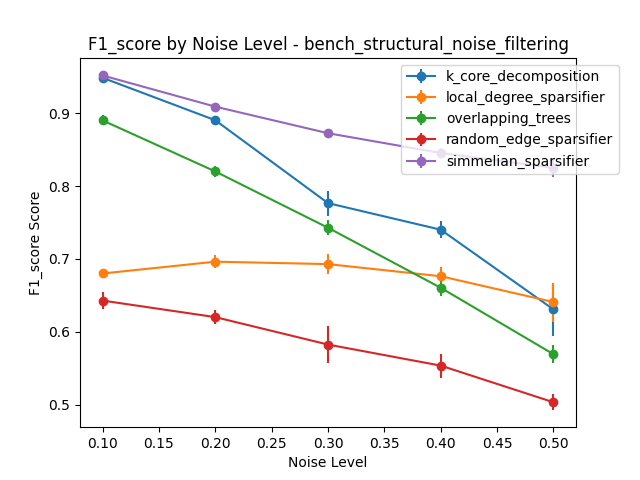 F1_score by Noise Level - bench_structural_noise_filtering
k_core_decomposition
local_degree_sparsifier
overlapping_trees
random_edge_sparsifier
simmelian_sparsifier
F1_score Score
0.9
0.8
0.7
0.6
0.5
0.10 0.15 0.20 0.25 0.30 0.35 0.40 0.45 0.50
Noise Level